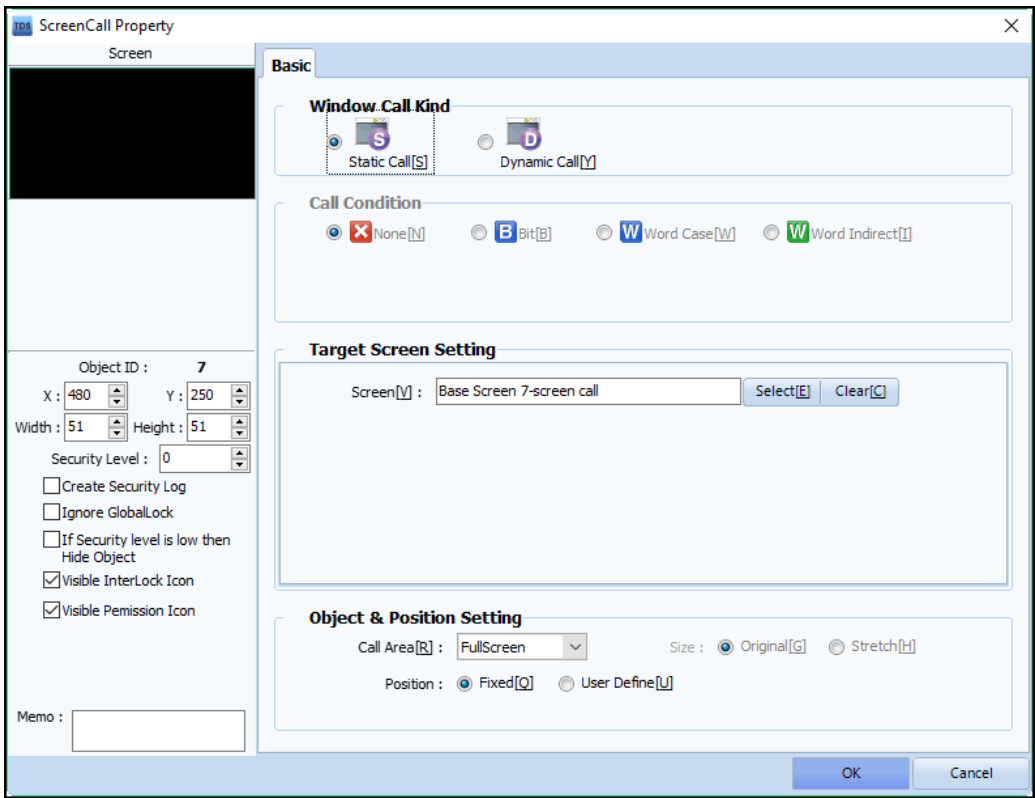 TDS ScreenCall Property
Screen
Basic
Window Call Kind
S
D
Static Call[S]
Dynamic Call[Y]
Call Condition
None[N]
B Bit[B]
W Word Case[W]
W Word Indirect[I]
Target Screen Setting
Screen[V] : Base Screen 7-screen call Select[E] Clear[C]
Object ID : 7
X : 480 Y : 250
Width : 51 Height : 51
Security Level : 0
Create Security Log
Ignore GlobalLock
If Security level is low then
Hide Object
Visible InterLock Icon
Visible Pemission Icon
Object & Position Setting
Call Area[R] : FullScreen Size : Original[G] Stretch[H]
Position : Fixed[Q] User Define[U]
Memo :
OK Cancel